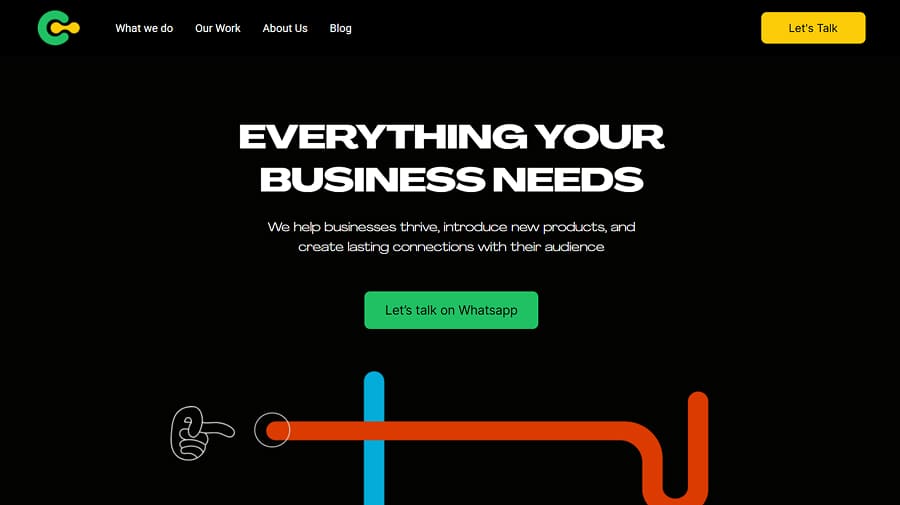 What we do
Our Work
About Us
Blog
Let's Talk
EVERYTHING YOUR
BUSINESS NEEDS
We help businesses thrive, introduce new products, and
create lasting connections with their audience
Let's talk on Whatsapp